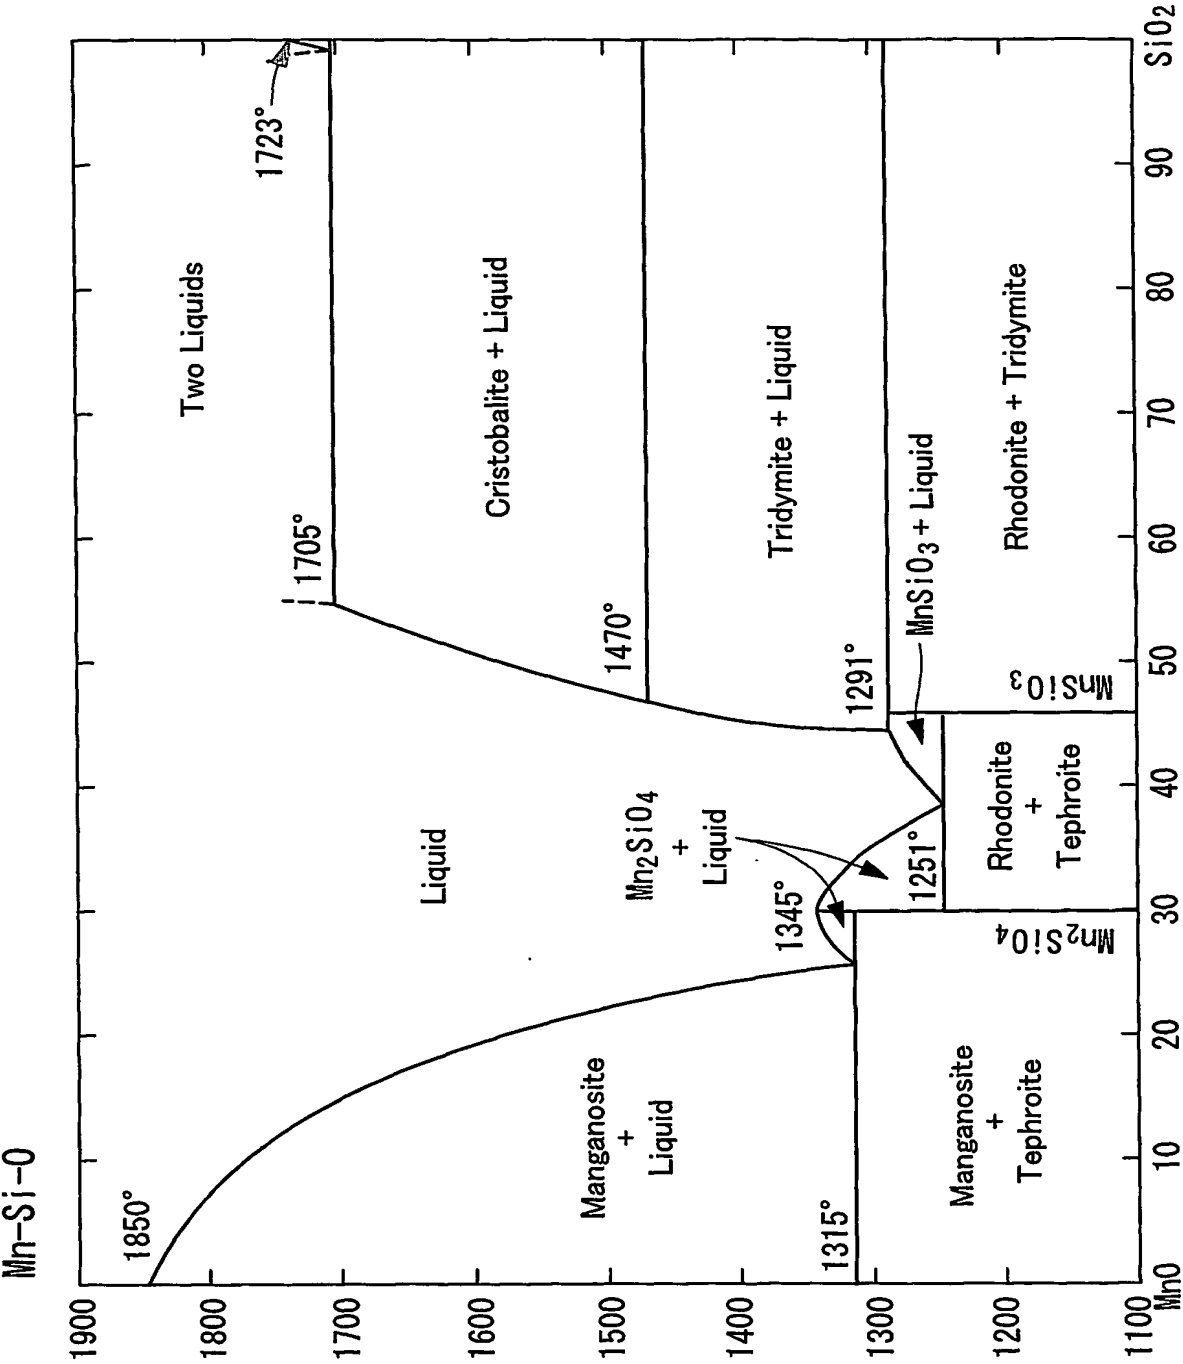 Mn-Si-O
1900
1800
1700
1600
1500
1400
1300
1200
1100
1850°
1723°
Two Liquids
1705°
Cristobalite + Liquid
1470°
Tridymite + Liquid
1291°
Liquid
Mn₂SiO₄
+
Liquid
1345°
MnSiO₃ + Liquid
1251°
Manganosite
+
Liquid
1315°
Manganosite
+
Tephroite
Mn₂SiO₄
Rhodonite
+
Tephroite
MnSiO₃
Rhodonite + Tridymite
MnO
10
20
30
40
50
60
70
80
90
SiO₂